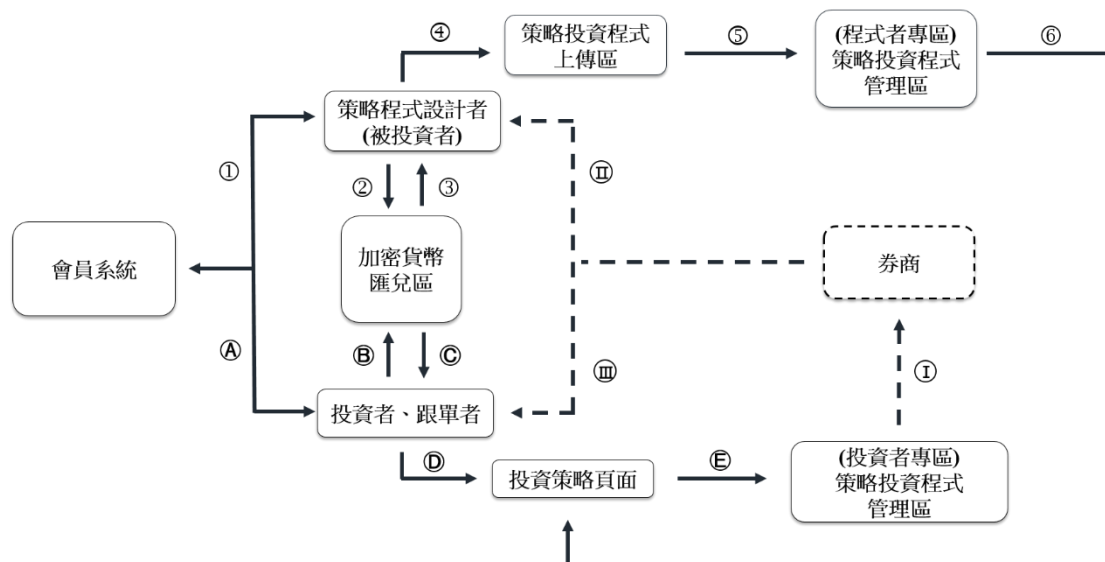 ④
策略投資程式
上傳區
⑤
(程式者專區)
策略投資程式
管理區
⑥
策略程式設計者
(被投資者)
①
②
③
Ⅱ
會員系統
加密貨幣
匯兌區
券商
Ⓐ
Ⓑ
Ⓒ
Ⅲ
Ⅰ
投資者、跟單者
Ⓓ
投資策略頁面
Ⓔ
(投資者專區)
策略投資程式
管理區